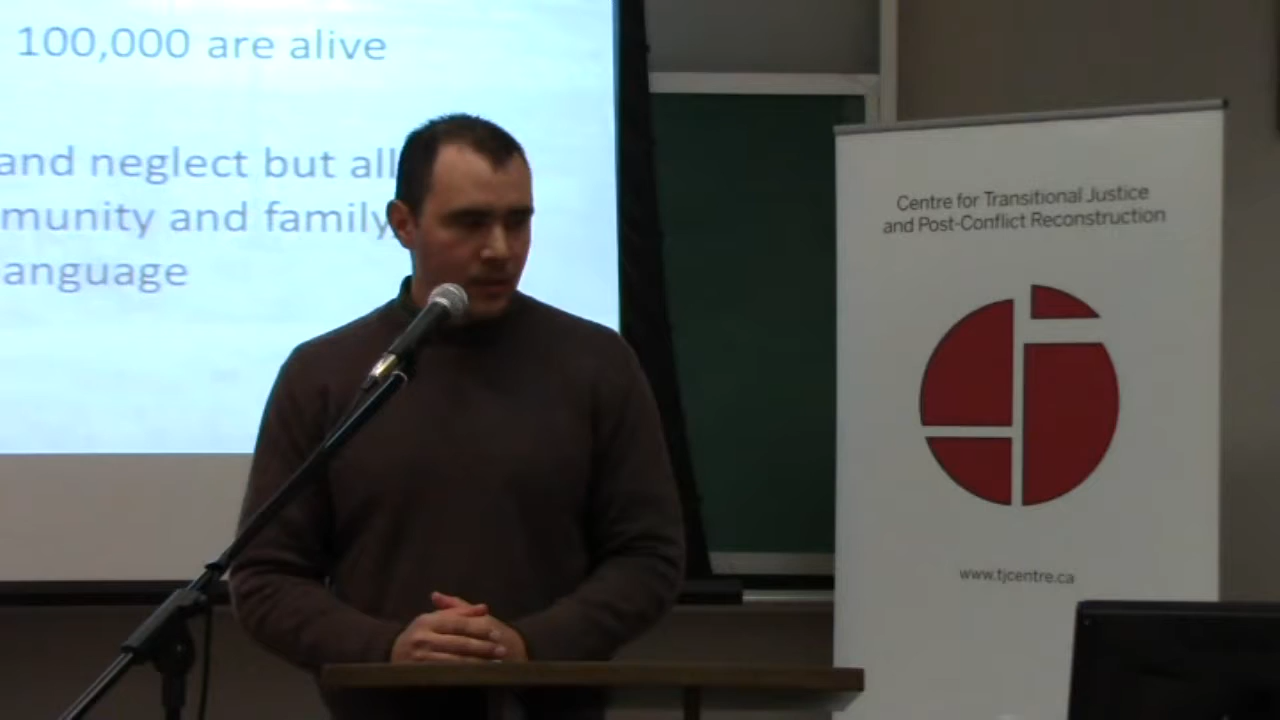 100,000 are alive
and neglect but all
munity and family,
anguage
Centre for Transitional Justice
and Post-Conflict Reconstruction
www.tjcentre.ca